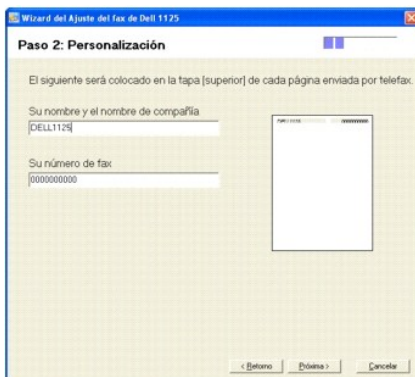 Wizard del Ajuste del fax de Dell 1125
Paso 2: Personalización
El siguiente será colocado en la tapa [superior] de cada página enviada por telefax.
Su nombre y el nombre de compañía
DELL1125
Su número de fax
0000000000
< Retorno Próxima > Cancelar